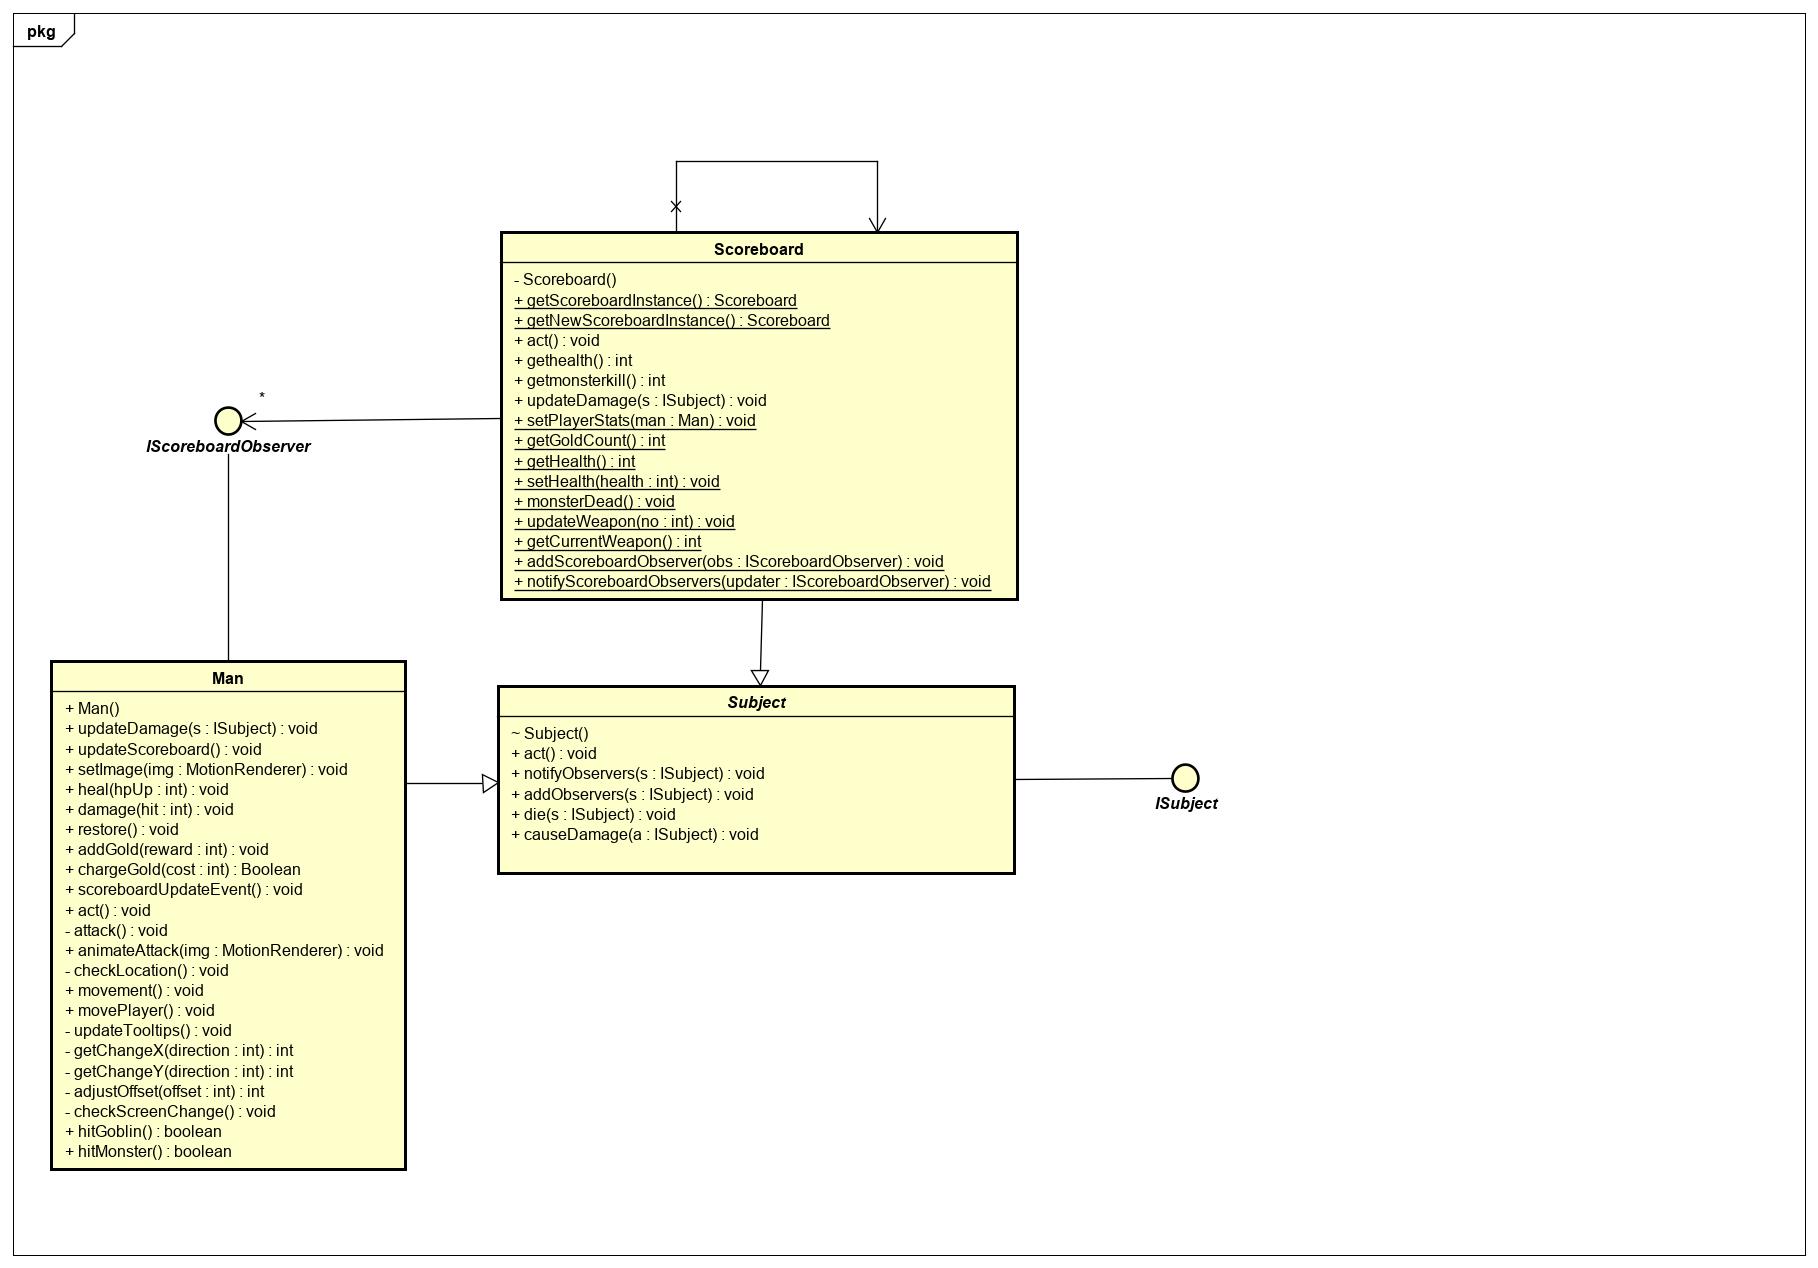 pkg
Scoreboard
- Scoreboard()
+ getScoreboardInstance() : Scoreboard
+ getNewScoreboardInstance() : Scoreboard
+ act() : void
+ gethealth() : int
+ getmonsterkill() : int
+ updateDamage(s : ISubject) : void
+ setPlayerStats(man : Man) : void
+ getGoldCount() : int
+ getHealth() : int
+ setHealth(health : int) : void
+ monsterDead() : void
+ updateWeapon(no : int) : void
+ getCurrentWeapon() : int
+ addScoreboardObserver(obs : IScoreboardObserver) : void
+ notifyScoreboardObservers(updater : IScoreboardObserver) : void
*
IScoreboardObserver
Man
+ Man()
+ updateDamage(s : ISubject) : void
+ updateScoreboard() : void
+ setImage(img : MotionRenderer) : void
+ heal(hpUp : int) : void
+ damage(hit : int) : void
+ restore() : void
+ addGold(reward : int) : void
+ chargeGold(cost : int) : Boolean
+ scoreboardUpdateEvent() : void
+ act() : void
- attack() : void
+ animateAttack(img : MotionRenderer) : void
- checkLocation() : void
+ movement() : void
+ movePlayer() : void
- updateTooltips() : void
- getChangeX(direction : int) : int
- getChangeY(direction : int) : int
- adjustOffset(offset : int) : int
- checkScreenChange() : void
+ hitGoblin() : boolean
+ hitMonster() : boolean
Subject
~ Subject()
+ act() : void
+ notifyObservers(s : ISubject) : void
+ addObservers(s : ISubject) : void
+ die(s : ISubject) : void
+ causeDamage(a : ISubject) : void
ISubject